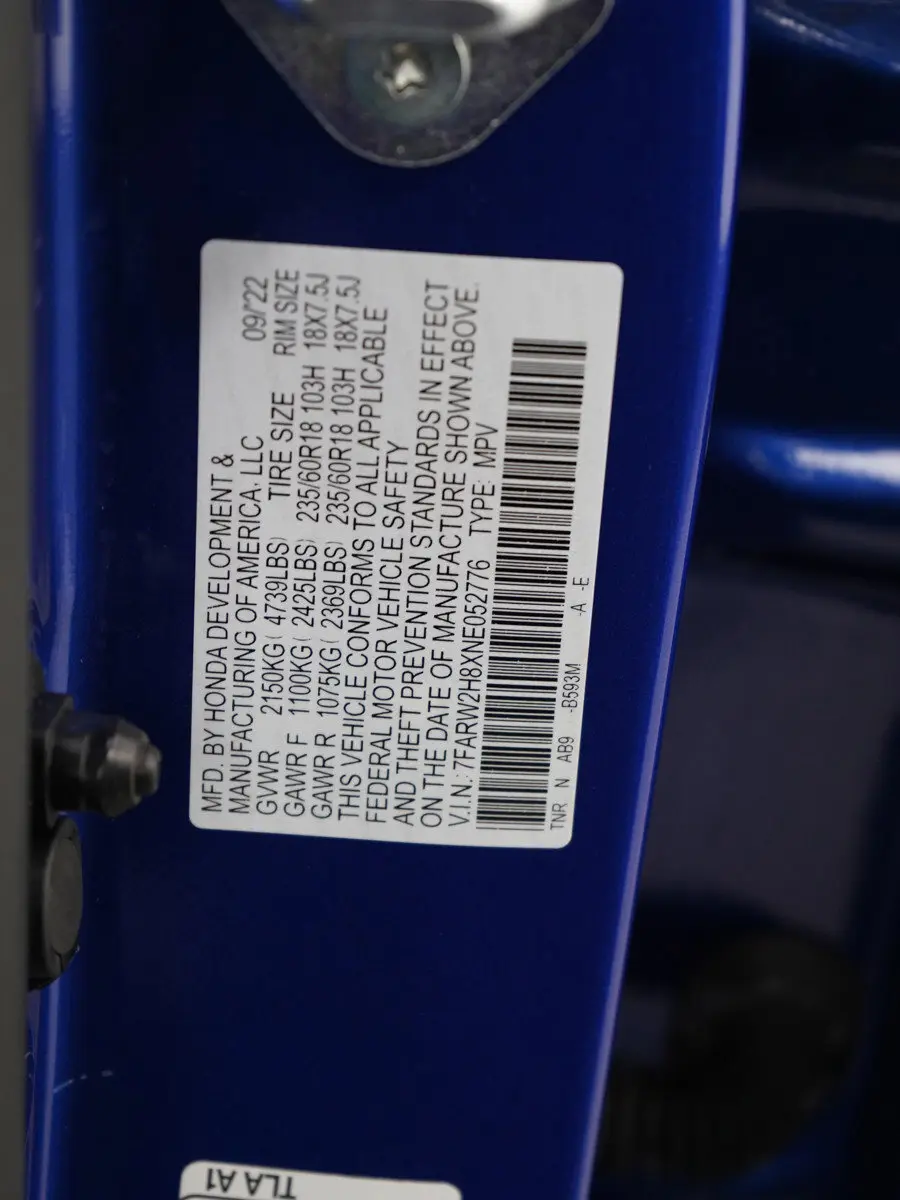 MFD. BY HONDA DEVELOPMENT &
MANUFACTURING OF AMERICA, LLC 09/'22
GVWR 2150KG ( 4739LBS) TIRE SIZE RIM SIZE
GAWR F 1100KG ( 2425LBS) 235/60R18 103H 18X7.5J
GAWR R 1075KG ( 2369LBS) 235/60R18 103H 18X7.5J
THIS VEHICLE CONFORMS TO ALL APPLICABLE
FEDERAL MOTOR VEHICLE SAFETY
AND THEFT PREVENTION STANDARDS IN EFFECT
ON THE DATE OF MANUFACTURE SHOWN ABOVE.
V.I.N.: 7FARW2H8XNE052776 TYPE: MPV
TNR N AB9 -B593M -A -E
TLA A1